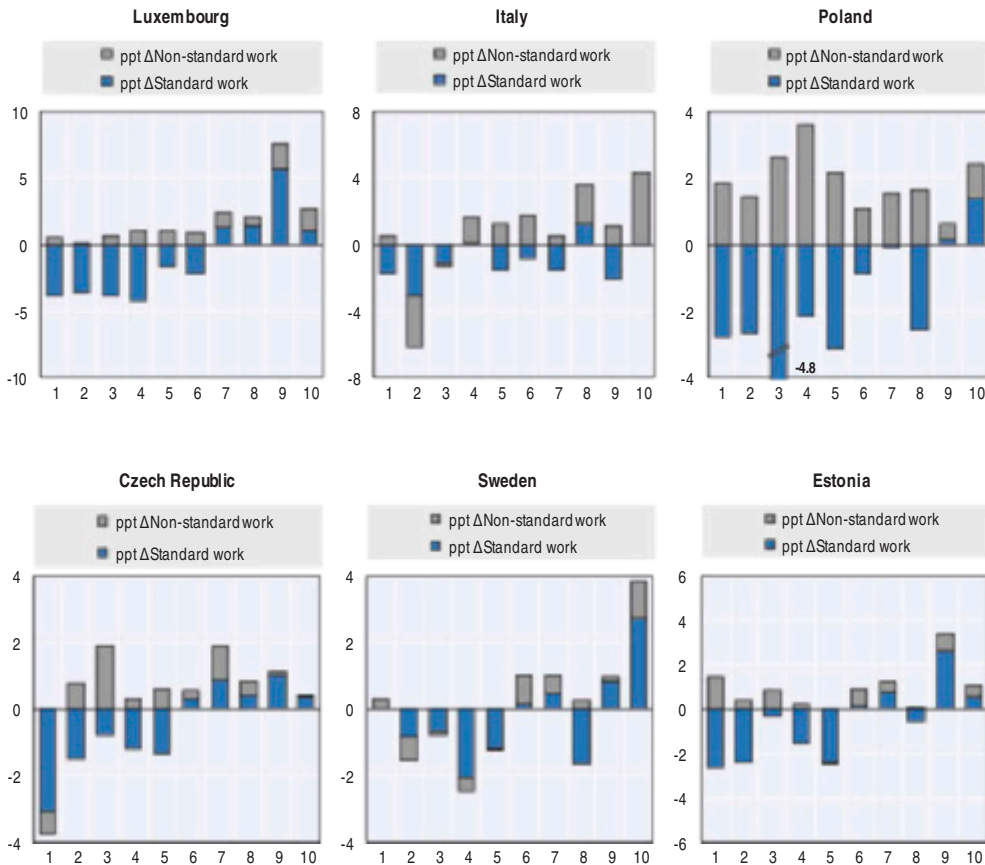 Luxembourg
ppt ΔNon-standard work
ppt ΔStandard work
10
5
0
-5
-10
1 2 3 4 5 6 7 8 9 10
Italy
ppt ΔNon-standard work
ppt ΔStandard work
8
4
0
-4
-8
1 2 3 4 5 6 7 8 9 10
Poland
ppt ΔNon-standard work
ppt ΔStandard work
4
2
0
-2
-4
-4.8
1 2 3 4 5 6 7 8 9 10
Czech Republic
ppt ΔNon-standard work
ppt ΔStandard work
4
2
0
-2
-4
1 2 3 4 5 6 7 8 9 10
Sweden
ppt ΔNon-standard work
ppt ΔStandard work
4
2
0
-2
-4
1 2 3 4 5 6 7 8 9 10
Estonia
ppt ΔNon-standard work
ppt ΔStandard work
6
4
2
0
-2
-4
-6
1 2 3 4 5 6 7 8 9 10